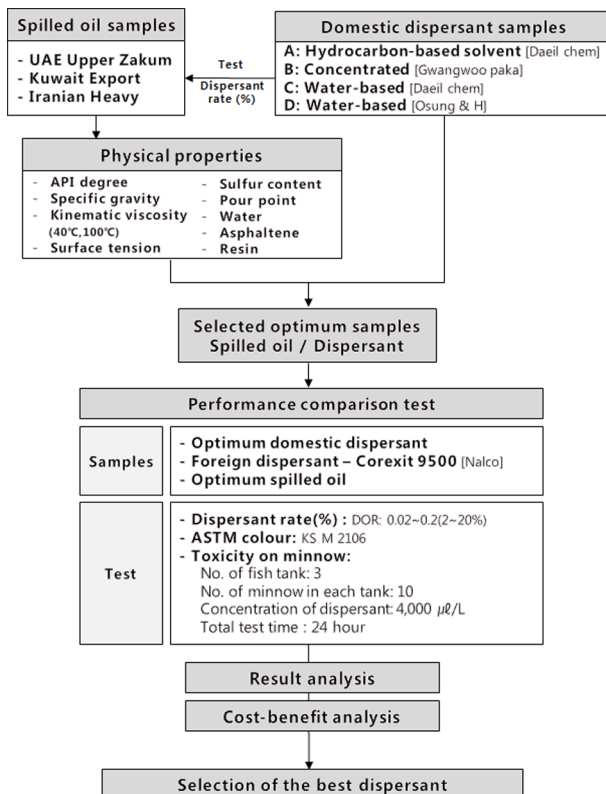 Spilled oil samples
- UAE Upper Zakum
- Kuwait Export
- Iranian Heavy
Test
Dispersant
rate (%)
Domestic dispersant samples
A: Hydrocarbon-based solvent [Daeil chem]
B: Concentrated [Gwangwoo paka]
C: Water-based [Daeil chem]
D: Water-based [Osung & H]
Physical properties
- API degree
- Specific gravity
- Kinematic viscosity
(40℃,100℃)
- Surface tension
- Sulfur content
- Pour point
- Water
- Asphaltene
- Resin
Selected optimum samples
Spilled oil / Dispersant
Performance comparison test
Samples
- Optimum domestic dispersant
- Foreign dispersant – Corexit 9500 [Nalco]
- Optimum spilled oil
Test
- Dispersant rate(%) : DOR: 0.02~0.2(2~20%)
- ASTM colour: KS M 2106
- Toxicity on minnow:
No. of fish tank: 3
No. of minnow in each tank: 10
Concentration of dispersant: 4,000 ㎕/L
Total test time : 24 hour
Result analysis
Cost-benefit analysis
Selection of the best dispersant